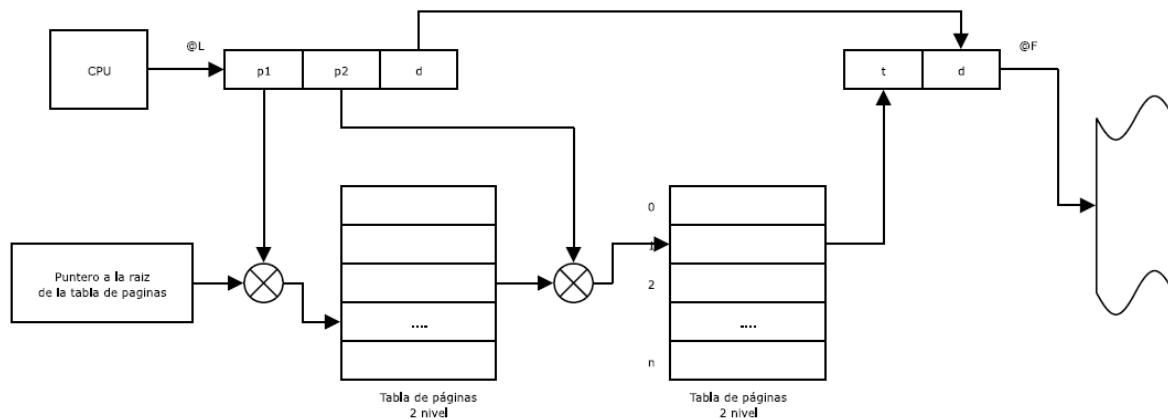 @L
@F
CPU
p1 p2 d
t d
Puntero a la raiz
de la tabla de paginas
....
0
1
2
....
n
Tabla de páginas
2 nivel
Tabla de páginas
2 nivel